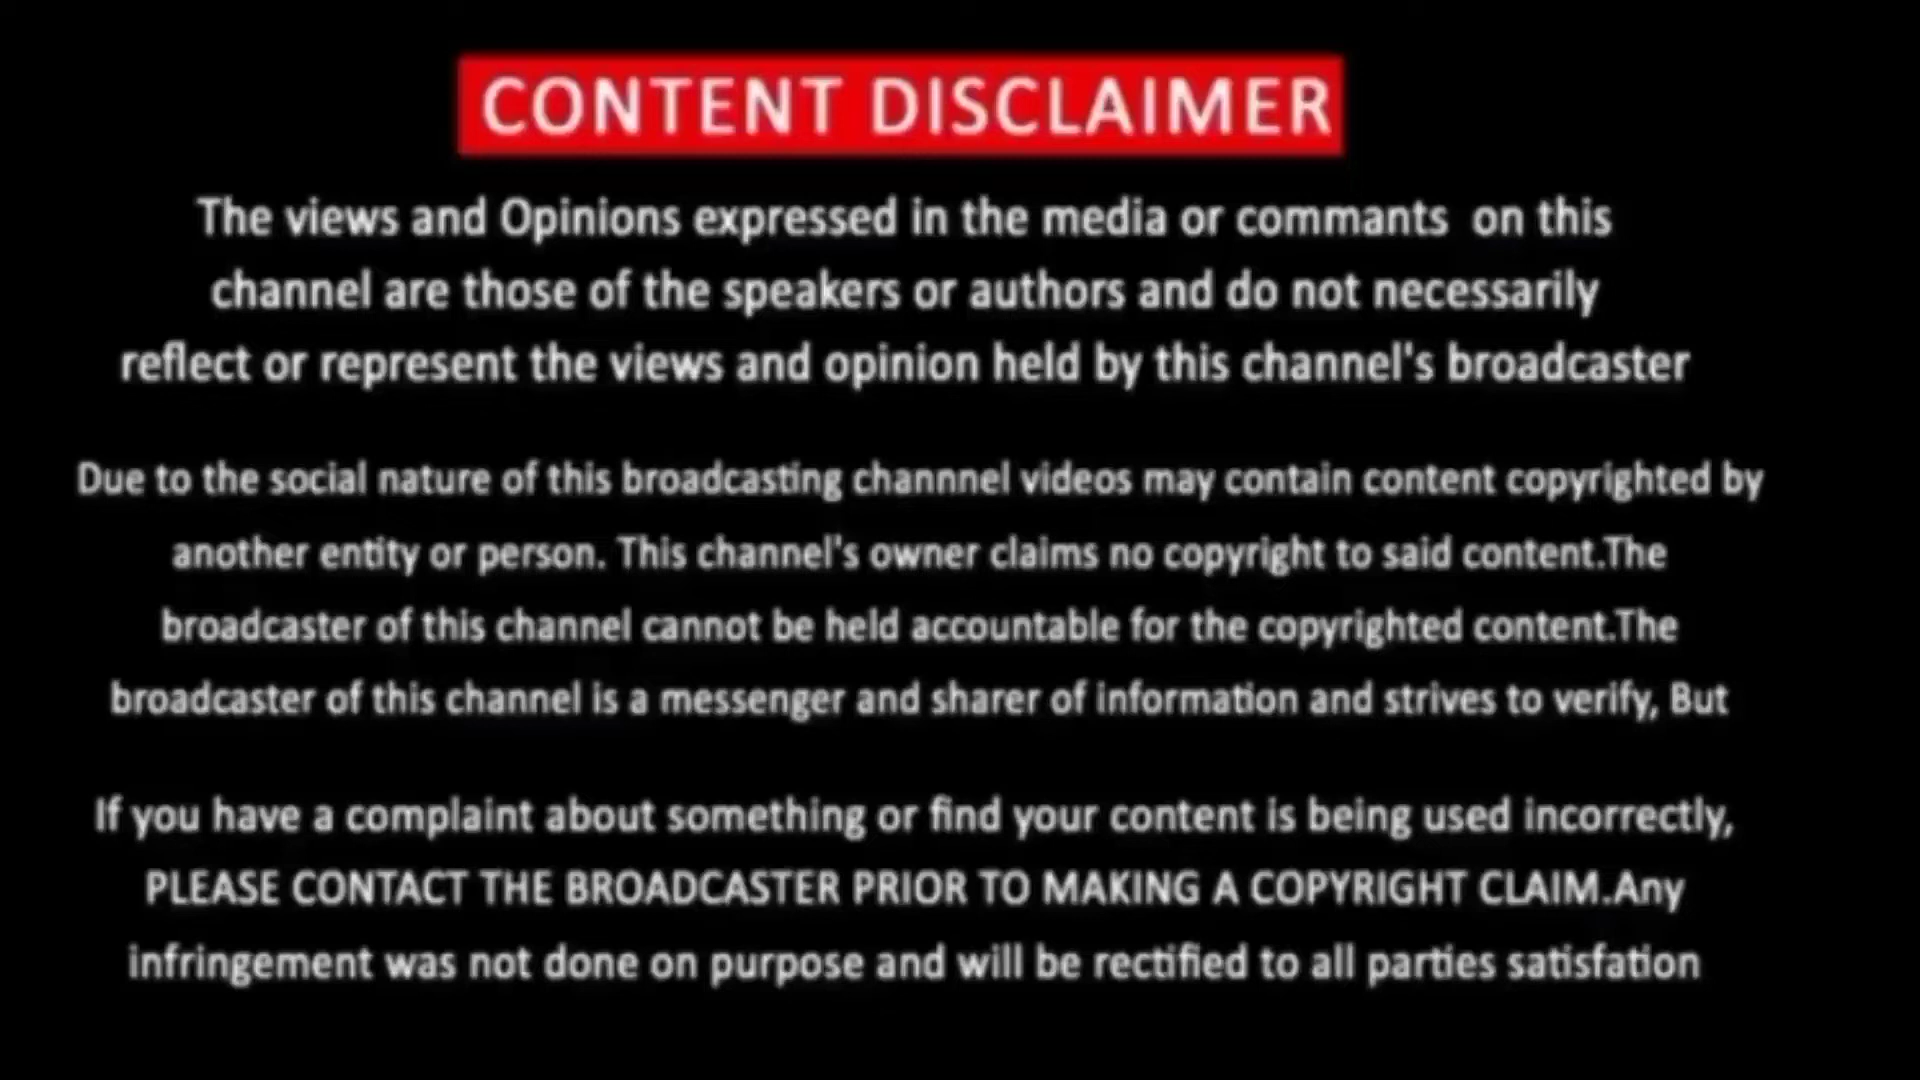 CONTENT DISCLAIMER
The views and Opinions expressed in the media or commants on this
channel are those of the speakers or authors and do not necessarily
reflect or represent the views and opinion held by this channel's broadcaster
Due to the social nature of this broadcasting channnel videos may contain content copyrighted by
another entity or person. This channel's owner claims no copyright to said content.The
broadcaster of this channel cannot be held accountable for the copyrighted content.The
broadcaster of this channel is a messenger and sharer of information and strives to verify, But
If you have a complaint about something or find your content is being used incorrectly,
PLEASE CONTACT THE BROADCASTER PRIOR TO MAKING A COPYRIGHT CLAIM.Any
infringement was not done on purpose and will be rectified to all parties satisfation